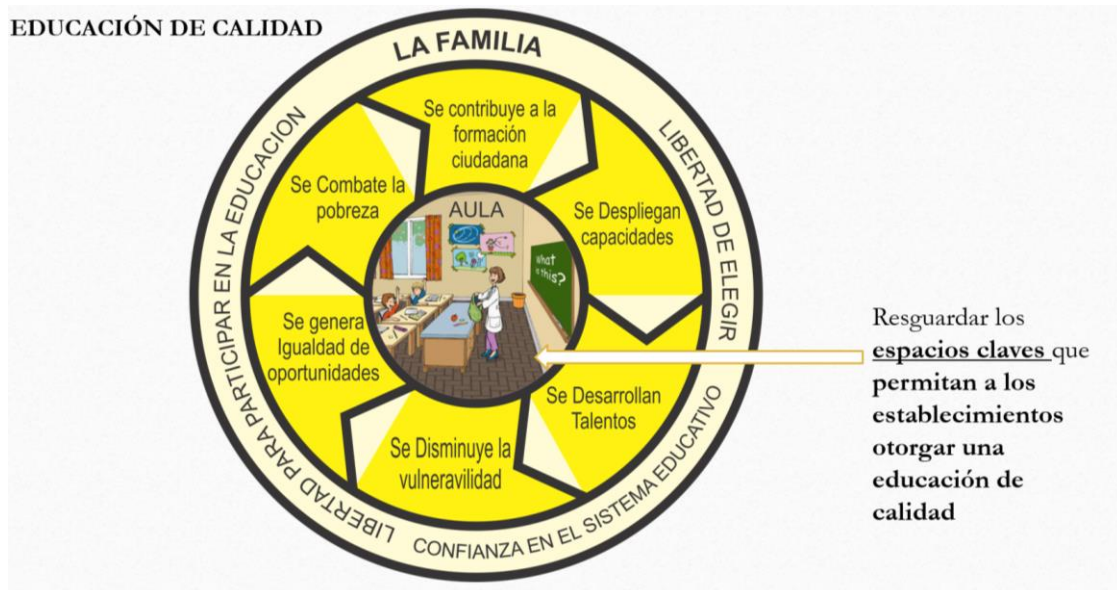 EDUCACIÓN DE CALIDAD
LA FAMILIA
LIBERTAD DE ELEGIR
CONFIANZA EN EL SISTEMA EDUCATIVO
LIBERTAD PARA PARTICIPAR EN LA EDUCACION
Se contribuye a la
formación
ciudadana
Se Despliegan
capacidades
Se Desarrollan
Talentos
Se Disminuye la
vulneravilidad
Se genera
Igualdad de
oportunidades
Se Combate la
pobreza
AULA
what
is this?
Resguardar los
espacios claves que
permitan a los
establecimientos
otorgar una
educación de
calidad